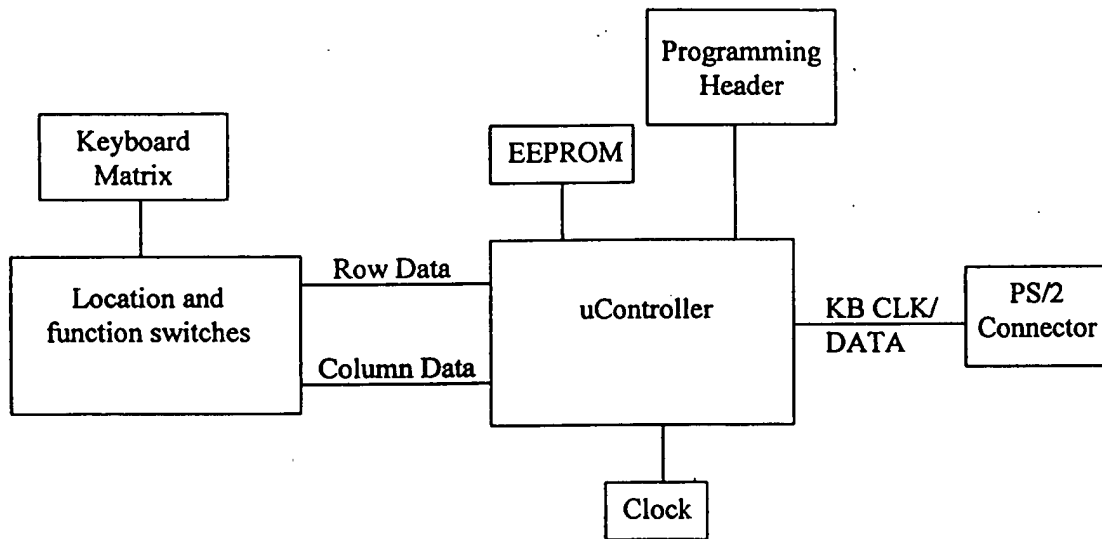 Programming
Header
Keyboard
Matrix
EEPROM
Location and
function switches
Row Data
Column Data
uController
KB CLK/
DATA
PS/2
Connector
Clock